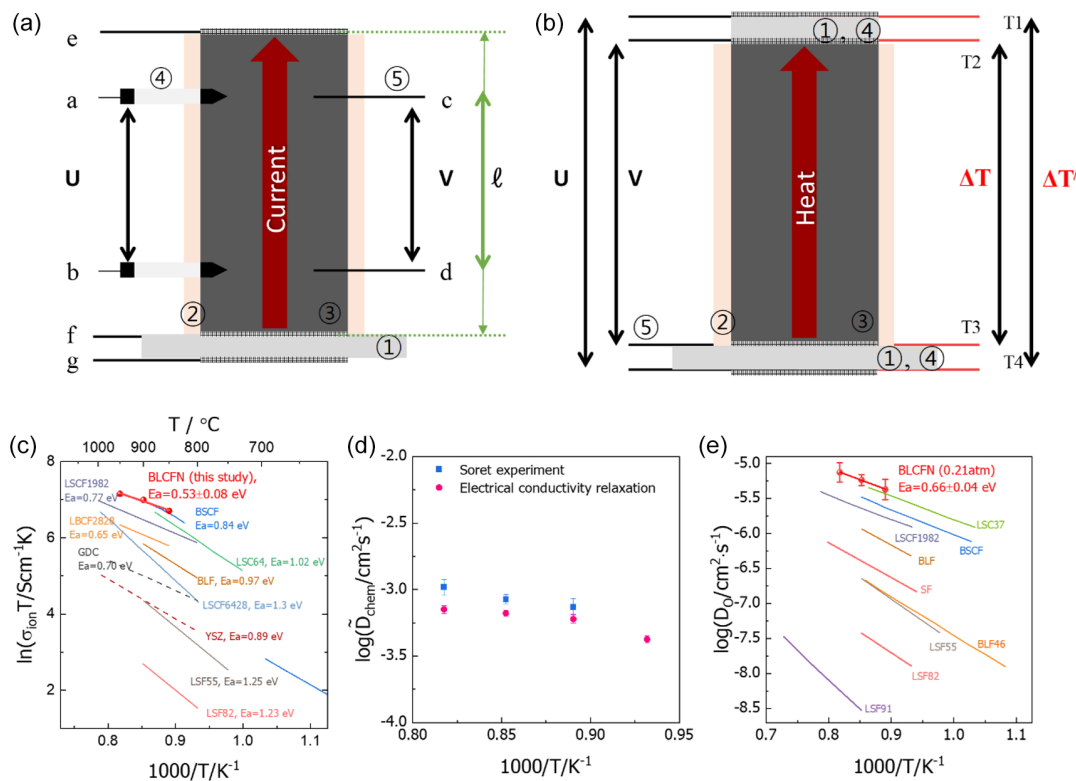 (a)
e
④
⑤
a
c
U
V
ℓ
Current
b
d
②
③
f
①
g
(b)
①, ④
T1
T2
U
V
Heat
ΔT
ΔT'
⑤
②
③
T3
①, ④
T4
(c)
T / °C
1000 900 800 700
ln(σionT/Scm⁻¹K)
8
6
4
2
BLCFN (this study),
Ea=0.53±0.08 eV
LSCF1982
Ea=0.77 eV
BSCF
Ea=0.84 eV
LBCF2828
Ea=0.65 eV
LSC64, Ea=1.02 eV
GDC
Ea=0.70 eV
BLF, Ea=0.97 eV
LSCF6428, Ea=1.3 eV
YSZ, Ea=0.89 eV
LSF55, Ea=1.25 eV
LSF82, Ea=1.23 eV
0.8 0.9 1.0 1.1
1000/T/K⁻¹
(d)
log(D̃chem/cm²s⁻¹)
-2.0
-2.5
-3.0
-3.5
-4.0
Soret experiment
Electrical conductivity relaxation
0.80 0.85 0.90 0.95
1000/T/K⁻¹
(e)
log(DO/cm²·s⁻¹)
-5.0
-5.5
-6.0
-6.5
-7.0
-7.5
-8.0
-8.5
BLCFN (0.21atm)
Ea=0.66±0.04 eV
LSC37
LSCF1982
BSCF
BLF
SF
BLF46
LSF55
LSF82
LSF91
0.7 0.8 0.9 1.0 1.1
1000/T/K⁻¹